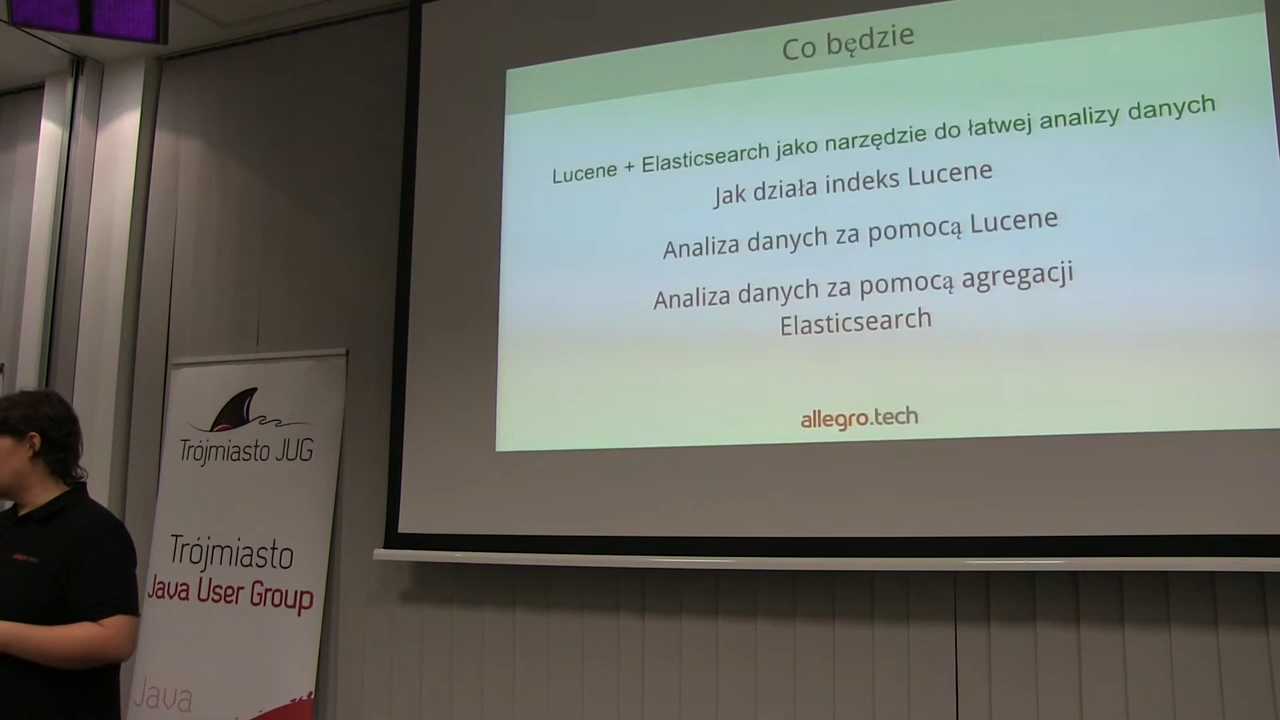 Co będzie
Lucene + Elasticsearch jako narzędzie do łatwej analizy danych
Jak działa indeks Lucene
Analiza danych za pomocą Lucene
Analiza danych za pomocą agregacji
Elasticsearch
allegro.tech
Trójmiasto JUG
Trójmiasto
Java User Group
Java